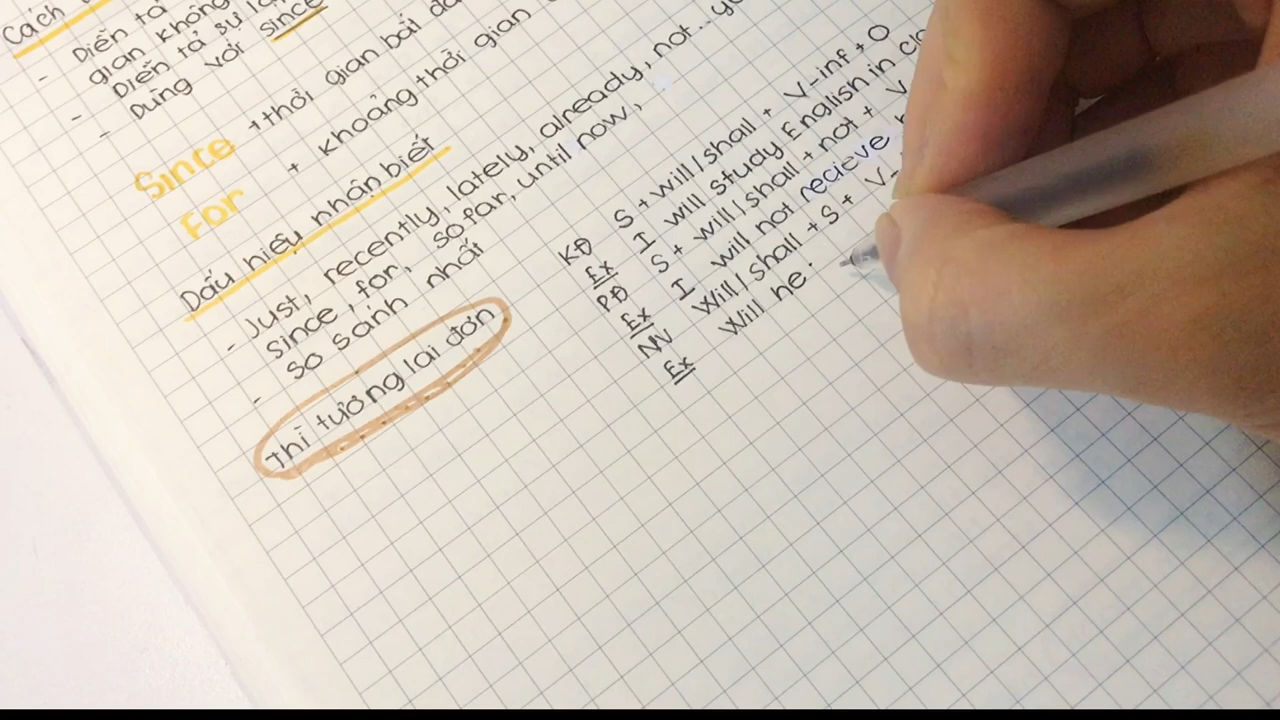 Cách
- Diễn tả
gian không
- Diễn tả sự
- Dùng với since
Since + thời gian bắt
For + khoảng thời gian
Dấu hiệu nhận biết
- Just, recently, lately, already, not...
since, for, so far, until now,
- so sánh nhất
Thì tương lai đơn
KĐ S + will/shall + V-inf + O
Ex I will study English in
PĐ S + will/shall + not +
Ex I will not recieve
NV Will/shall + S +
Ex Will he